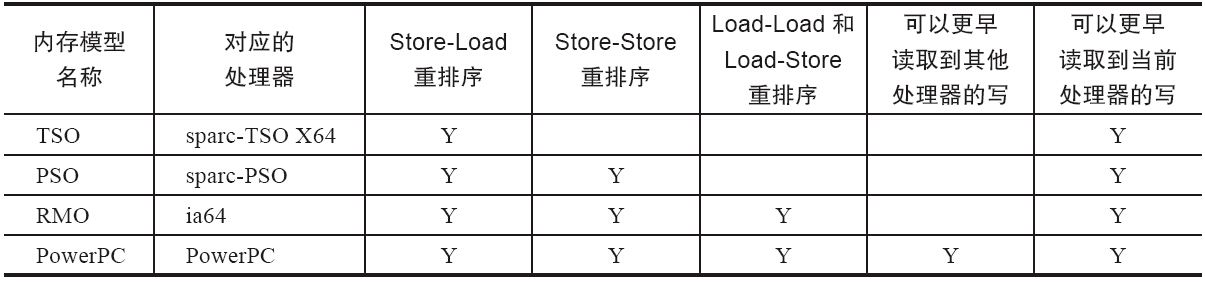 内存模型名称 对应的处理器 Store-Load 重排序 Store-Store 重排序 Load-Load 和 Load-Store 重排序 可以更早读取到其他处理器的写 可以更早读取到当前处理器的写
TSO sparc-TSO X64 Y Y
PSO sparc-PSO Y Y Y
RMO ia64 Y Y Y Y
PowerPC PowerPC Y Y Y Y Y